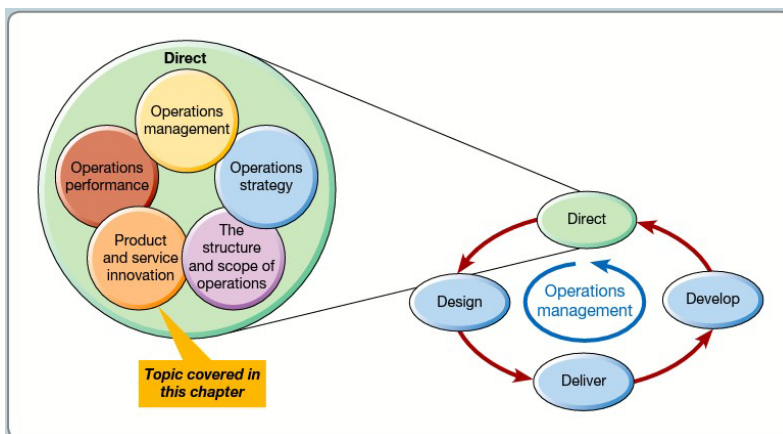 Direct
Operations
management
Operations
performance
Operations
strategy
Product
and service
innovation
The
structure
and scope of
operations
Topic covered in
this chapter
Direct
Design
Operations
management
Develop
Deliver